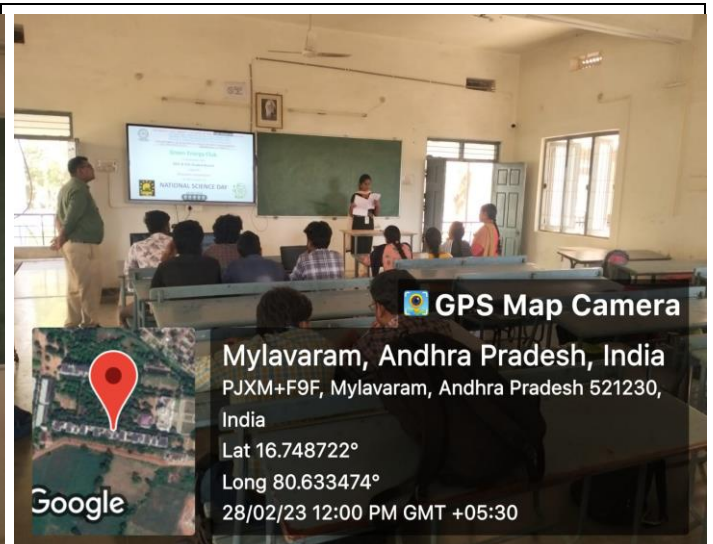 Green Energy Club
NATIONAL SCIENCE DAY
GPS Map Camera
Mylavaram, Andhra Pradesh, India
PJXM+F9F, Mylavaram, Andhra Pradesh 521230,
India
Lat 16.748722°
Long 80.633474°
28/02/23 12:00 PM GMT +05:30
Google